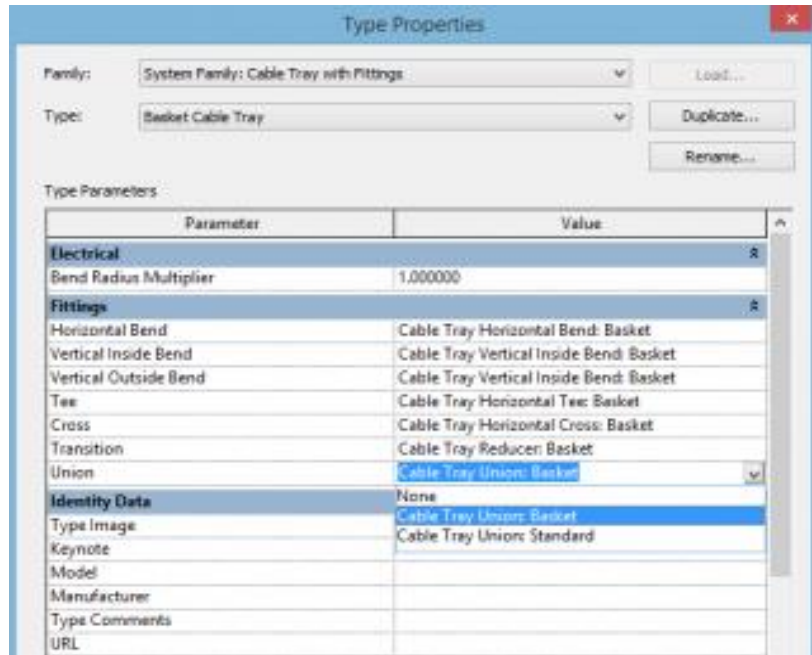 Type Properties
Family: System Family: Cable Tray with Fittings Load...
Type: Basket Cable Tray Duplicate...
Rename...
Type Parameters
Parameter Value
Electrical
Bend Radius Multiplier 1.000000
Fittings
Horizontal Bend Cable Tray Horizontal Bend: Basket
Vertical Inside Bend Cable Tray Vertical Inside Bend: Basket
Vertical Outside Bend Cable Tray Vertical Inside Bend: Basket
Tee Cable Tray Horizontal Tee: Basket
Cross Cable Tray Horizontal Cross: Basket
Transition Cable Tray Reducer: Basket
Union Cable Tray Union: Basket
Identity Data None
Type Image Cable Tray Union: Basket
Keynote Cable Tray Union: Standard
Model
Manufacturer
Type Comments
URL